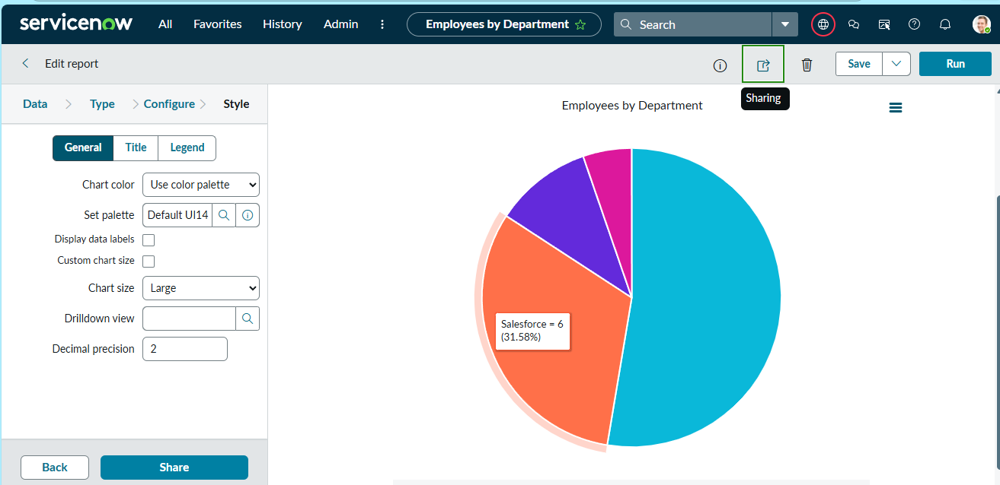 servicenow All Favorites History Admin Employees by Department Search
Edit report Save Run
Sharing
Data Type Configure Style
General Title Legend
Chart color Use color palette
Set palette Default UI14
Display data labels
Custom chart size
Chart size Large
Drilldown view
Decimal precision 2
Back Share
Employees by Department
Salesforce = 6
(31.58%)